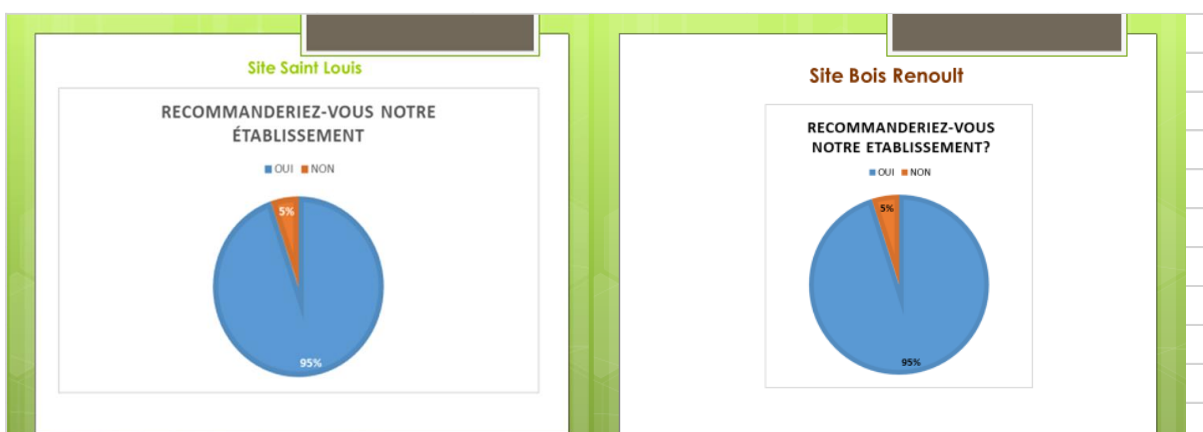 Site Saint Louis
RECOMMANDERIEZ-VOUS NOTRE
ÉTABLISSEMENT
OUI NON
5%
95%
Site Bois Renoult
RECOMMANDERIEZ-VOUS
NOTRE ETABLISSEMENT?
OUI NON
5%
95%